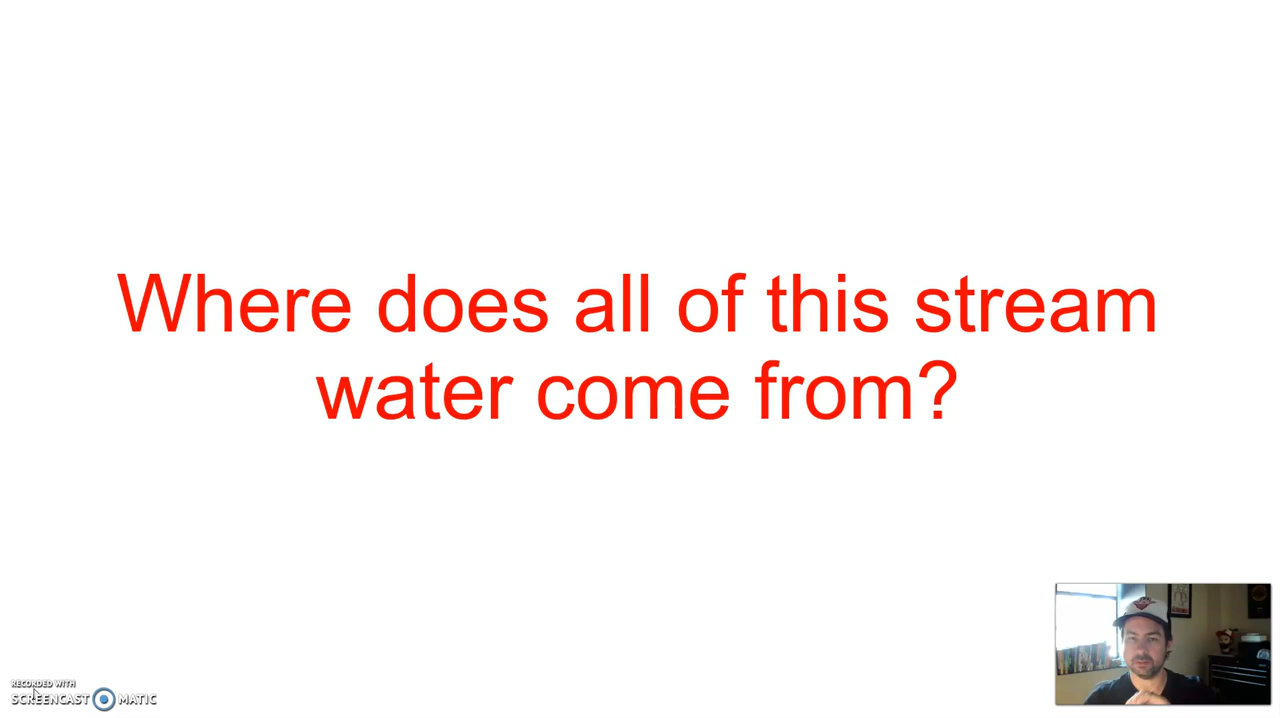 Where does all of this stream
water come from?
RECORDED WITH
SCREENCAST MATIC